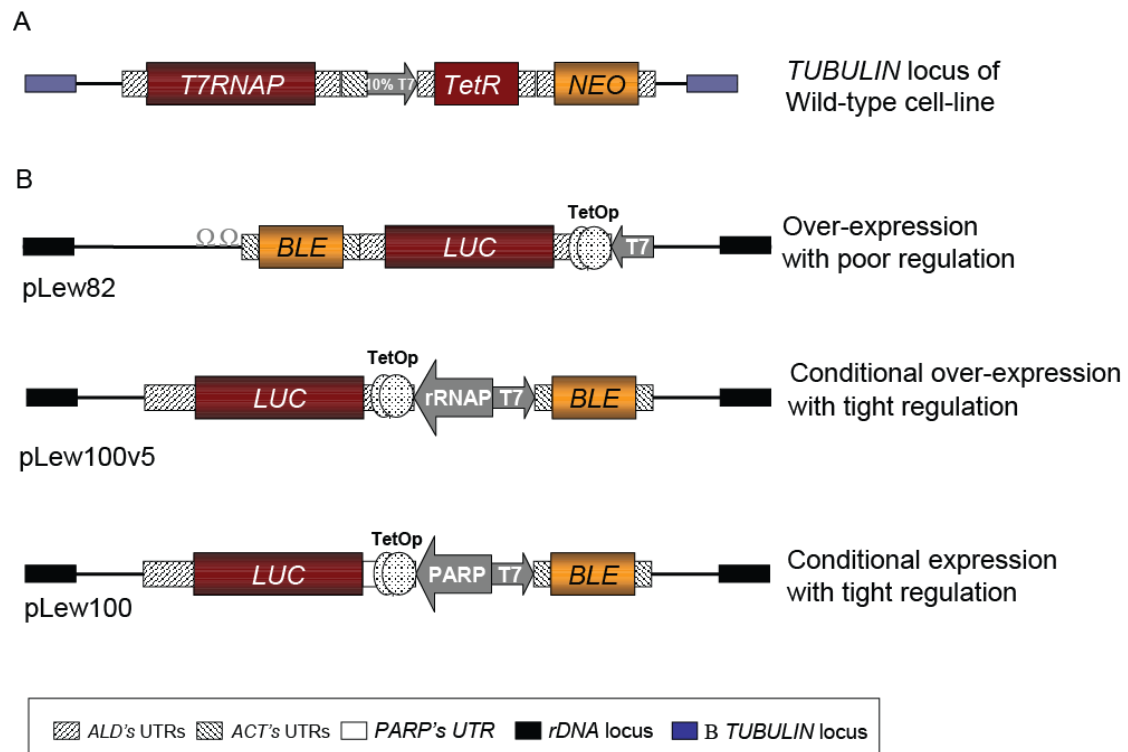 A
T7RNAP
10% T7
TetR
NEO
TUBULIN locus of
Wild-type cell-line
B
TetOp
ΩΩ
BLE
LUC
T7
Over-expression
with poor regulation
pLew82
TetOp
LUC
rRNAP
T7
BLE
Conditional over-expression
with tight regulation
pLew100v5
TetOp
LUC
PARP
T7
BLE
Conditional expression
with tight regulation
pLew100
ALD's UTRs
ACT's UTRs
PARP's UTR
rDNA locus
B TUBULIN locus